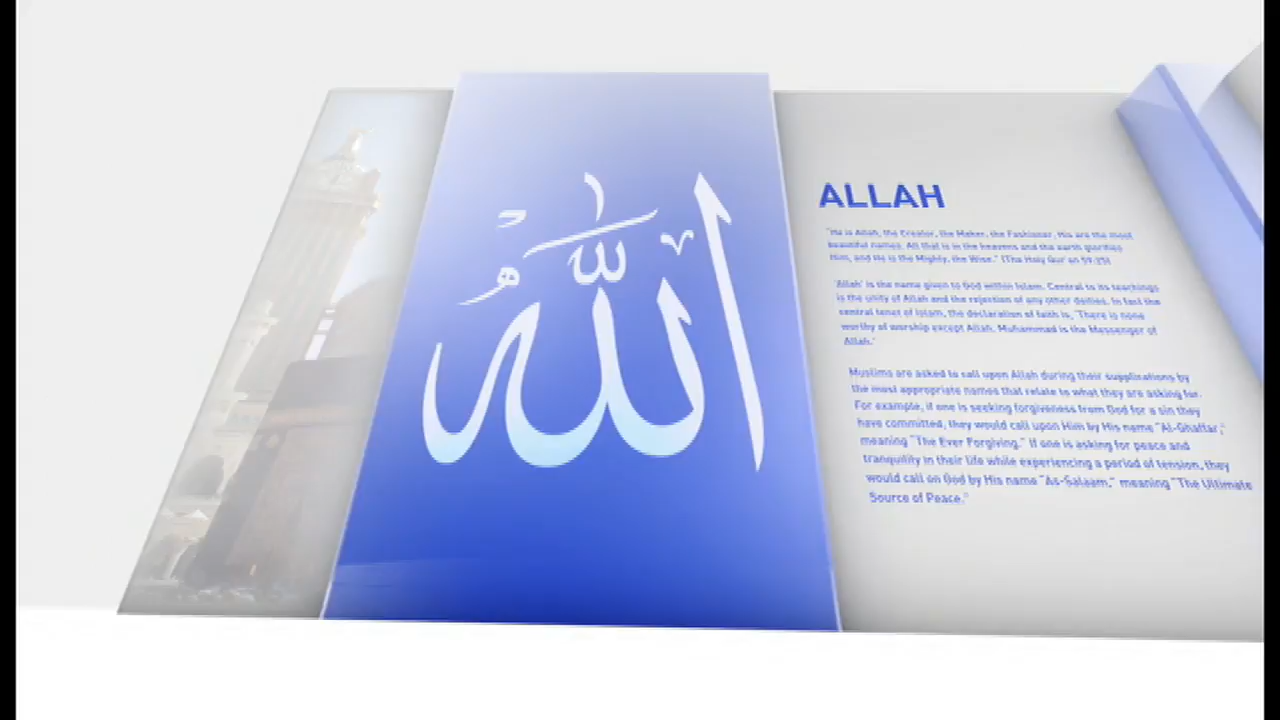 اللّٰهُ
ALLAH
"He is Allah, the Creator, the Maker, the Fashioner, His are the most
beautiful names. All that is in the heavens and the earth glorifies
Him, and He is the Mighty, the Wise." (The Holy Qur'an 59:25)
'Allah' is the name given to God within Islam. Central to its teachings
is the unity of Allah and the rejection of any other deities. In fact the
central tenet of Islam, the declaration of faith is, 'There is none
worthy of worship except Allah. Muhammad is the Messenger of
Allah.'
Muslims are asked to call upon Allah during their supplications by
the most appropriate names that relate to what they are asking for.
For example, if one is seeking forgiveness from God for a sin they
have committed, they would call upon Him by His name "Al-Ghaffar,"
meaning "The Ever Forgiving." If one is asking for peace and
tranquility in their life while experiencing a period of tension, they
would call on God by His name "As-Salaam," meaning "The Ultimate
Source of Peace."